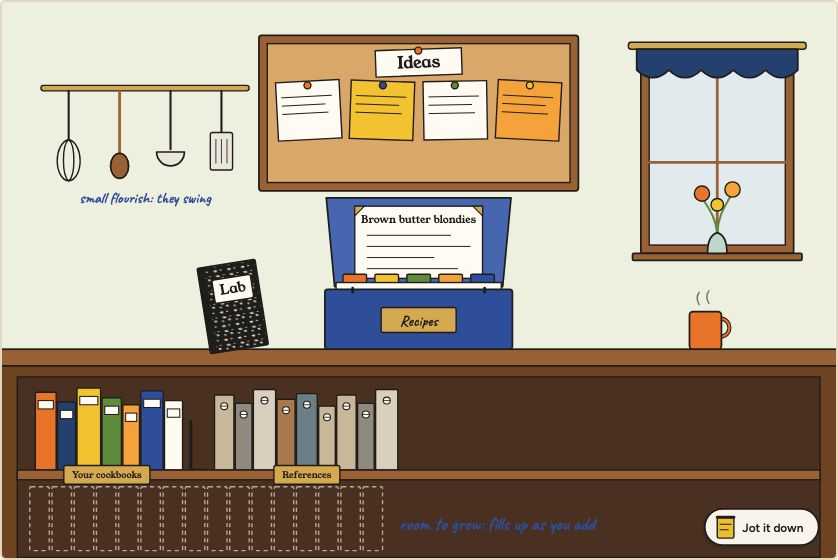 Ideas
small flourish: they swing
Brown butter blondies
Lab
Recipes
Your cookbooks
References
room to grow: fills up as you add
Jot it down